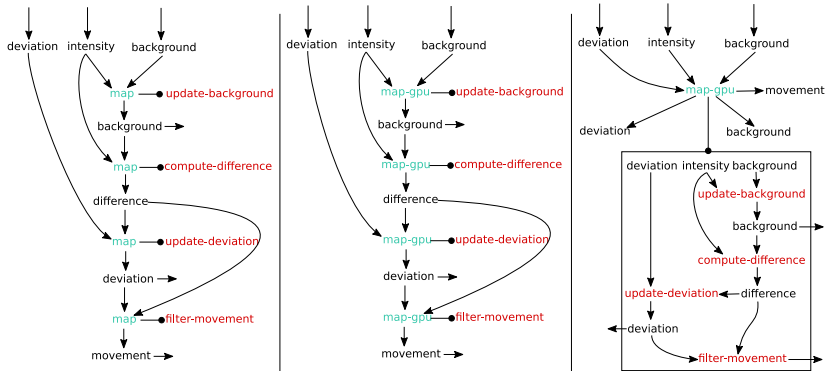 deviation intensity background
map update-background
background
map compute-difference
difference
map update-deviation
deviation
map filter-movement
movement
deviation intensity background
map-gpu update-background
background
map-gpu compute-difference
difference
map-gpu update-deviation
deviation
map-gpu filter-movement
movement
deviation intensity background
map-gpu movement
deviation background
deviation intensity background
update-background
background
compute-difference
update-deviation difference
deviation
filter-movement